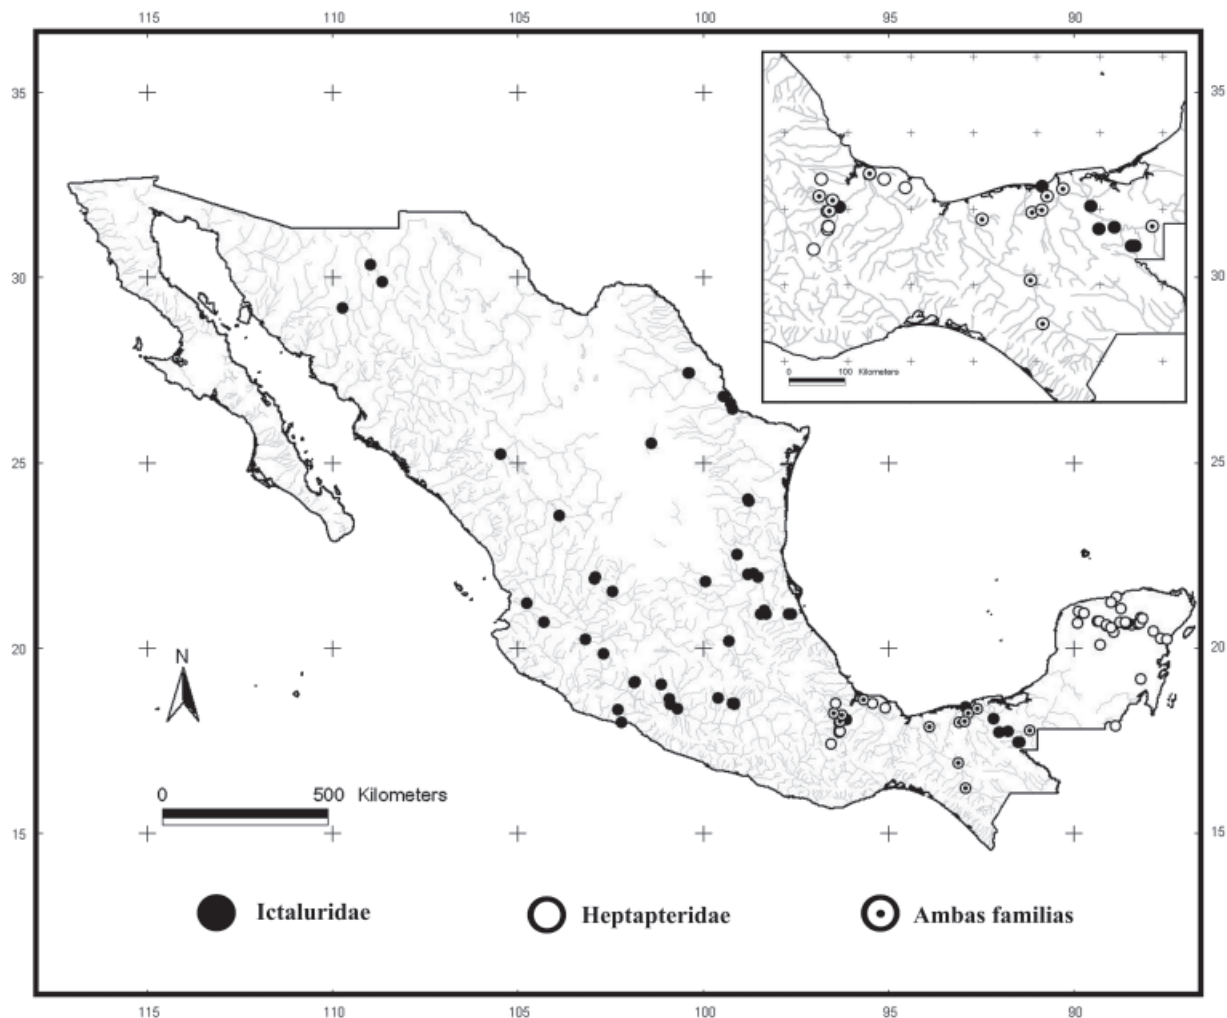 115 110 105 100 95 90
35 35
0 100 Kilometers
30 30
25 25
20 20
N
0 500 Kilometers
15 15
Ictaluridae Heptapteridae Ambas familias
115 110 105 100 95 90